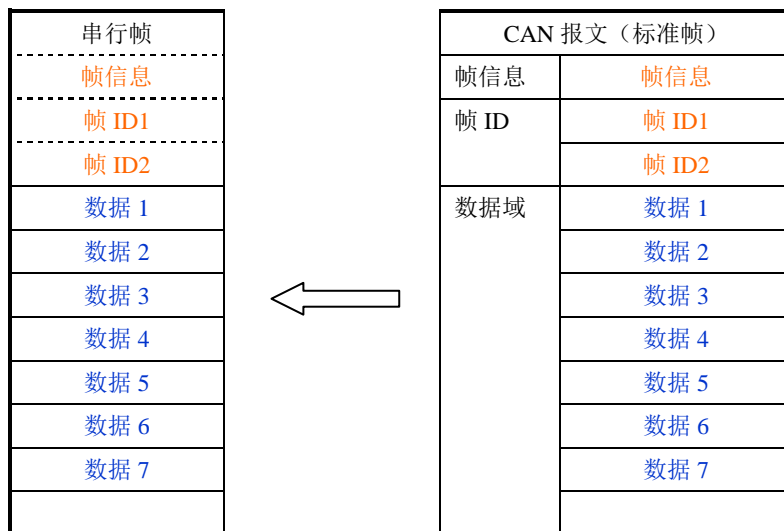 串行帧
帧信息
帧 ID1
帧 ID2
数据 1
数据 2
数据 3
数据 4
数据 5
数据 6
数据 7
CAN 报文（标准帧）
帧信息 帧信息
帧 ID 帧 ID1
帧 ID2
数据域 数据 1
数据 2
数据 3
数据 4
数据 5
数据 6
数据 7